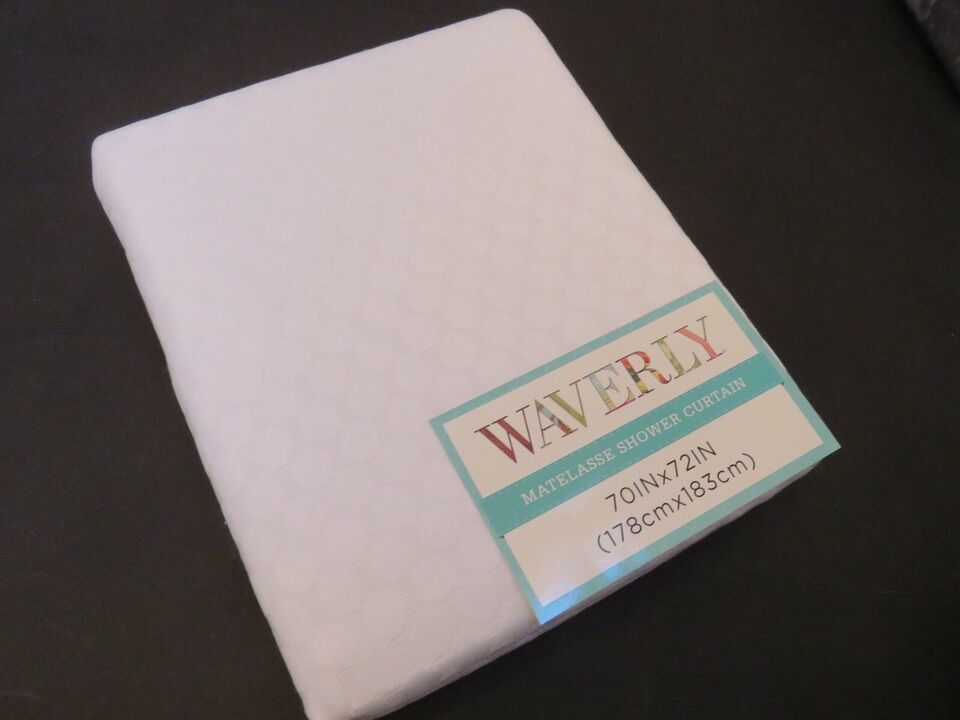 WAVERLY
MATELASSE SHOWER CURTAIN
70INx72IN
(178cmx183cm)